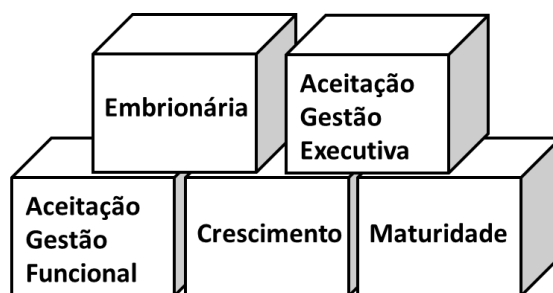 Embrionária
Aceitação
Gestão
Executiva
Aceitação
Gestão
Funcional
Crescimento
Maturidade